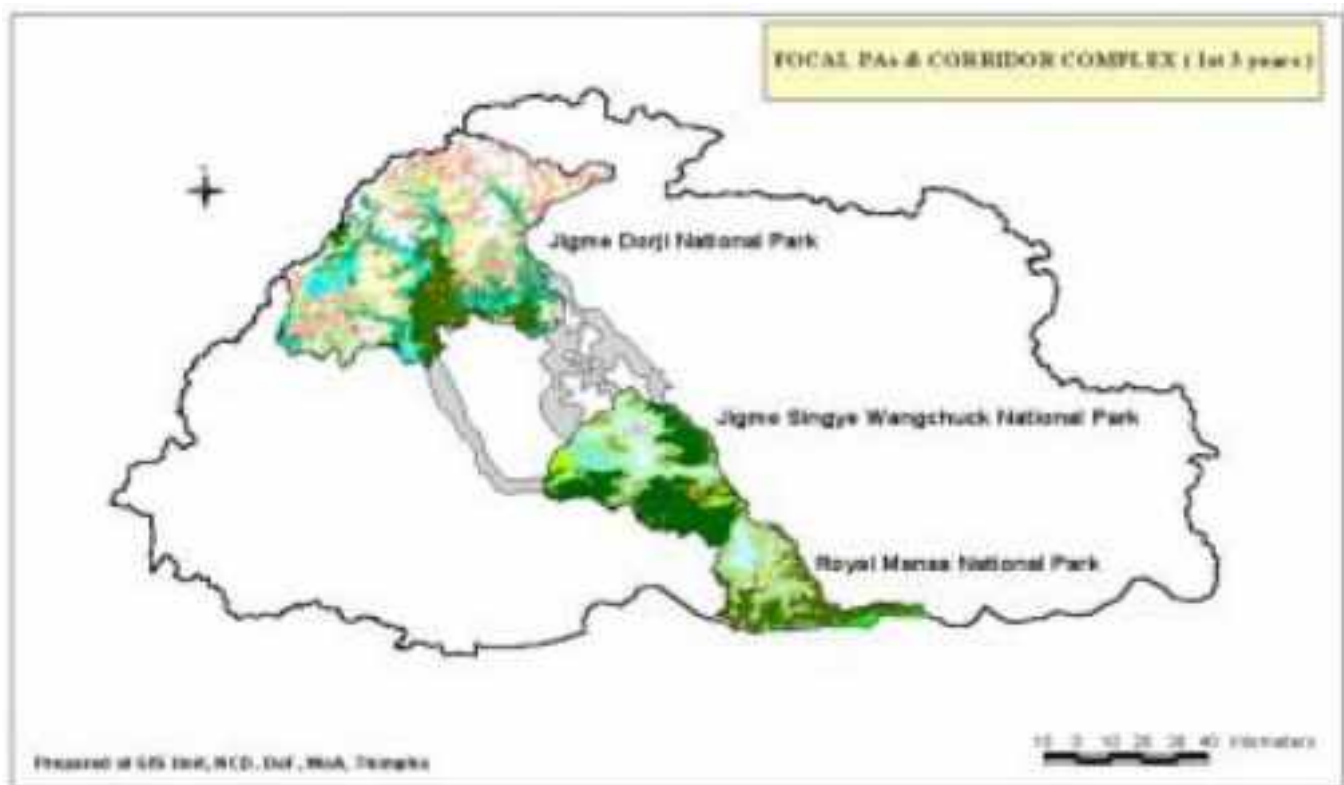 FOCAL PAs & CORRIDOR COMPLEX ( 1st 3 years )
Jigme Dorji National Park
Jigme Singye Wangchuck National Park
Royal Manas National Park
10 0 10 20 30 40 Kilometers
Prepared at GIS Unit, NCD, DoF, MoA, Thimphu